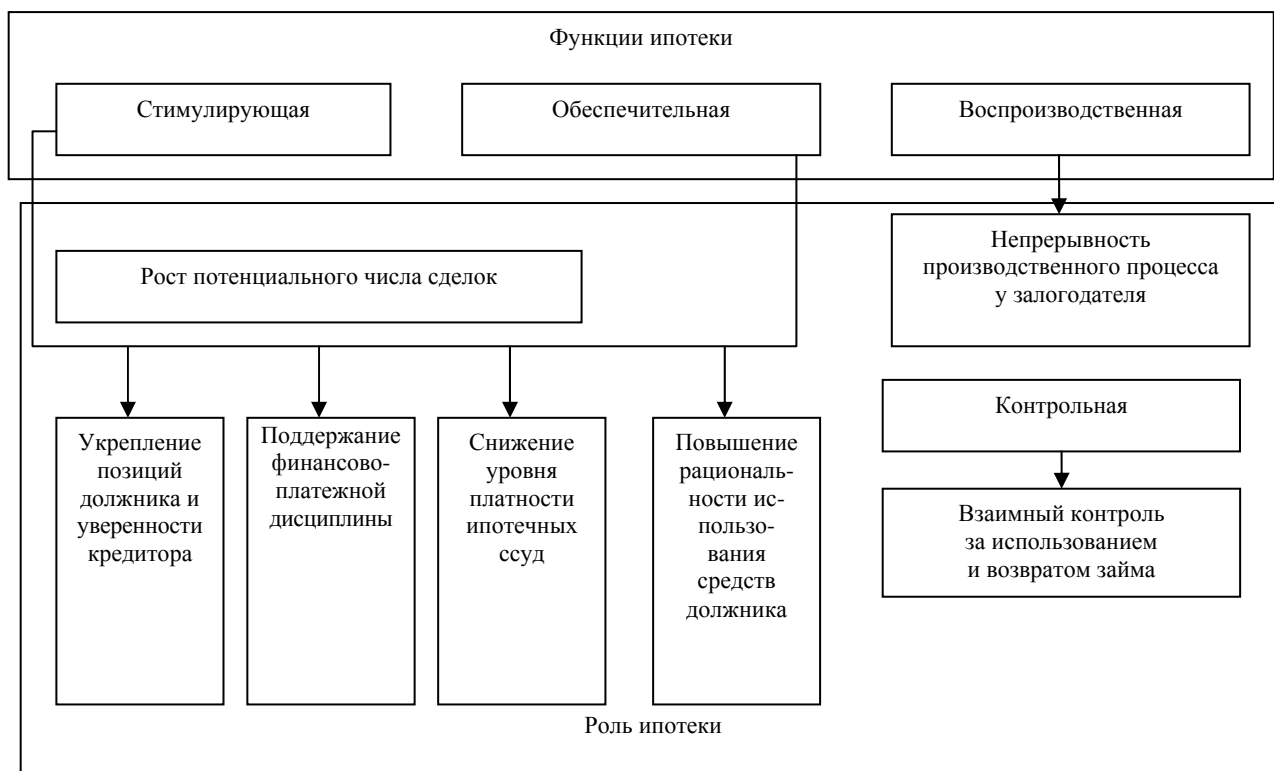 Функции ипотеки
Стимулирующая
Обеспечительная
Воспроизводственная
Непрерывность
производственного процесса
у залогодателя
Рост потенциального числа сделок
Контрольная
Укрепление
позиций
должника и
уверенности
кредитора
Поддержание
финансово-
платежной
дисциплины
Снижение
уровня
платности
ипотечных
ссуд
Повышение
рациональ-
ности ис-
пользо-
вания
средств
должника
Взаимный контроль
за использованием
и возвратом займа
Роль ипотеки